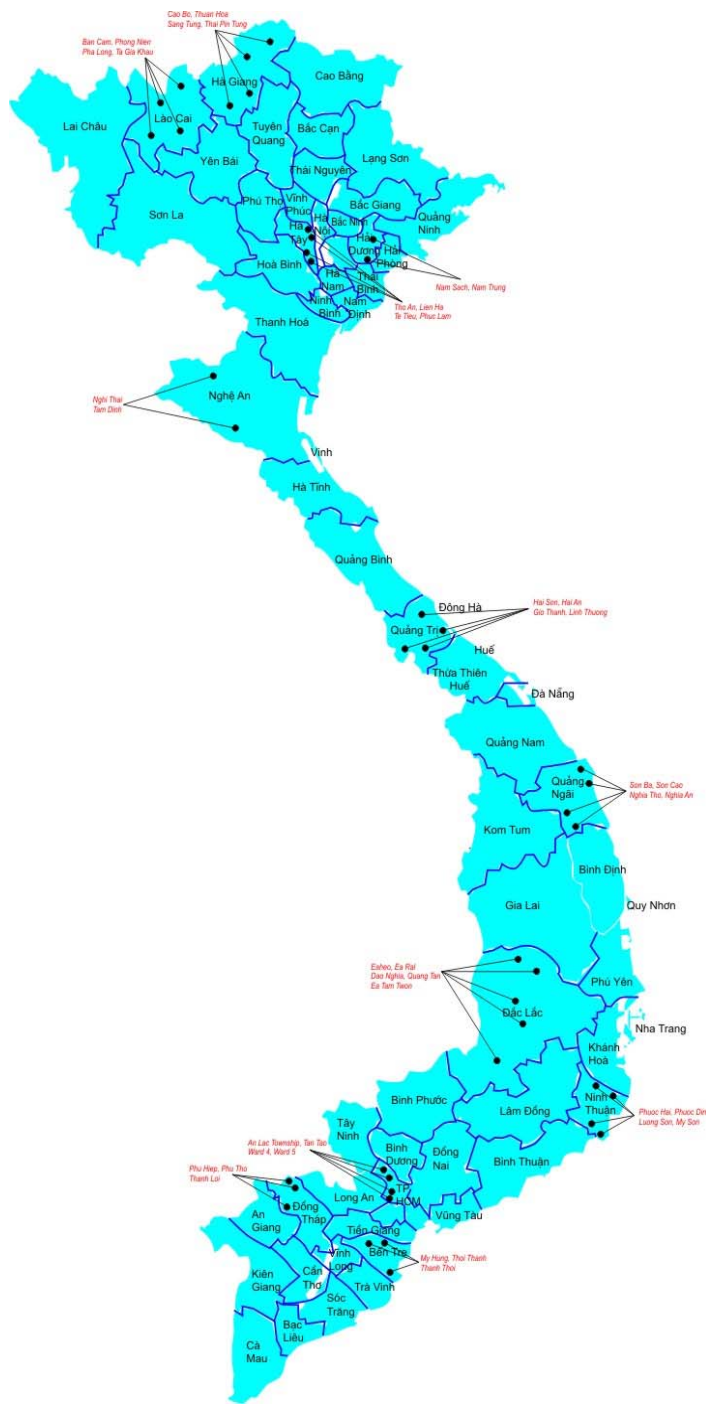 Cao Bo, Thuan Hoa
Sang Tung, Thai Pin Tung
Ban Cam, Phong Nien
Pha Long, Ta Gia Khau
Hà Giang
Cao Bằng
Lai Châu
Lào Cai
Tuyên
Quang
Bắc Cạn
Yên Bái
Lạng Sơn
Thái Nguyên
Sơn La
Phú Thọ
Vĩnh
Phúc
Bắc Giang
Quảng
Ninh
Hà
Nội
Bắc Ninh
Hà
Tây
Hải
Dương
Hải
Phòng
Hoà Bình
Hà
Nam
Thái
Bình
Nam Sach, Nam Trung
Ninh
Bình
Nam
Định
Tho An, Lien Ha
Te Tieu, Phuc Lam
Thanh Hoá
Nghệ An
Nghi Thai
Tam Dinh
Vinh
Hà Tĩnh
Quảng Bình
Đông Hà
Hai Son, Hai An
Gio Thanh, Linh Thuong
Quảng Trị
Huế
Thừa Thiên
Huế
Đà Nẵng
Quảng Nam
Quảng
Ngãi
Son Ba, Son Cao
Nghia Tho, Nghia An
Kom Tum
Bình Định
Gia Lai
Quy Nhơn
Eaheo, Ea Ral
Dao Nghia, Quang Tan
Ea Tam Twon
Phú Yên
Đắc Lắc
Nha Trang
Khánh
Hoà
Bình Phước
Lâm Đồng
Ninh
Thuận
Phuoc Hai, Phuoc Din
Luong Son, My Son
Tây
Ninh
An Lac Township, Tan Tao
Ward 4, Ward 5
Bình
Dương
Đồng
Nai
Bình Thuận
Phu Hiep, Phu Tho
Thanh Loi
TP
HCM
Long An
Đồng
Tháp
Vũng Tàu
An
Giang
Tiền Giang
Bến Tre
Vĩnh
Long
My Hung, Thoi Thanh
Thanh Thoi
Kiên
Giang
Cần
Thơ
Trà Vinh
Sóc
Trăng
Bạc
Liêu
Cà
Mau